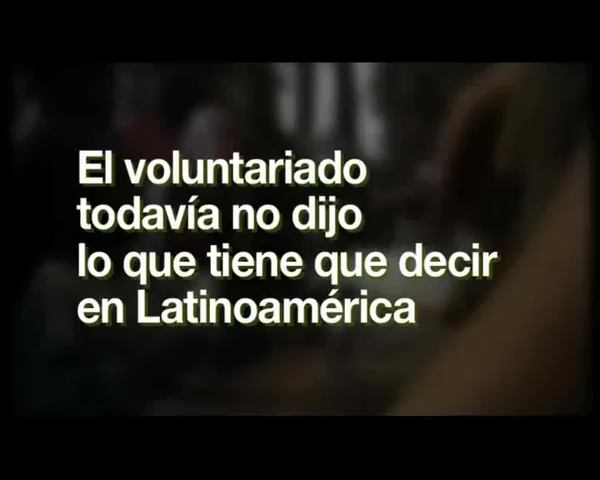 El voluntariado
todavía no dijo
lo que tiene que decir
en Latinoamérica